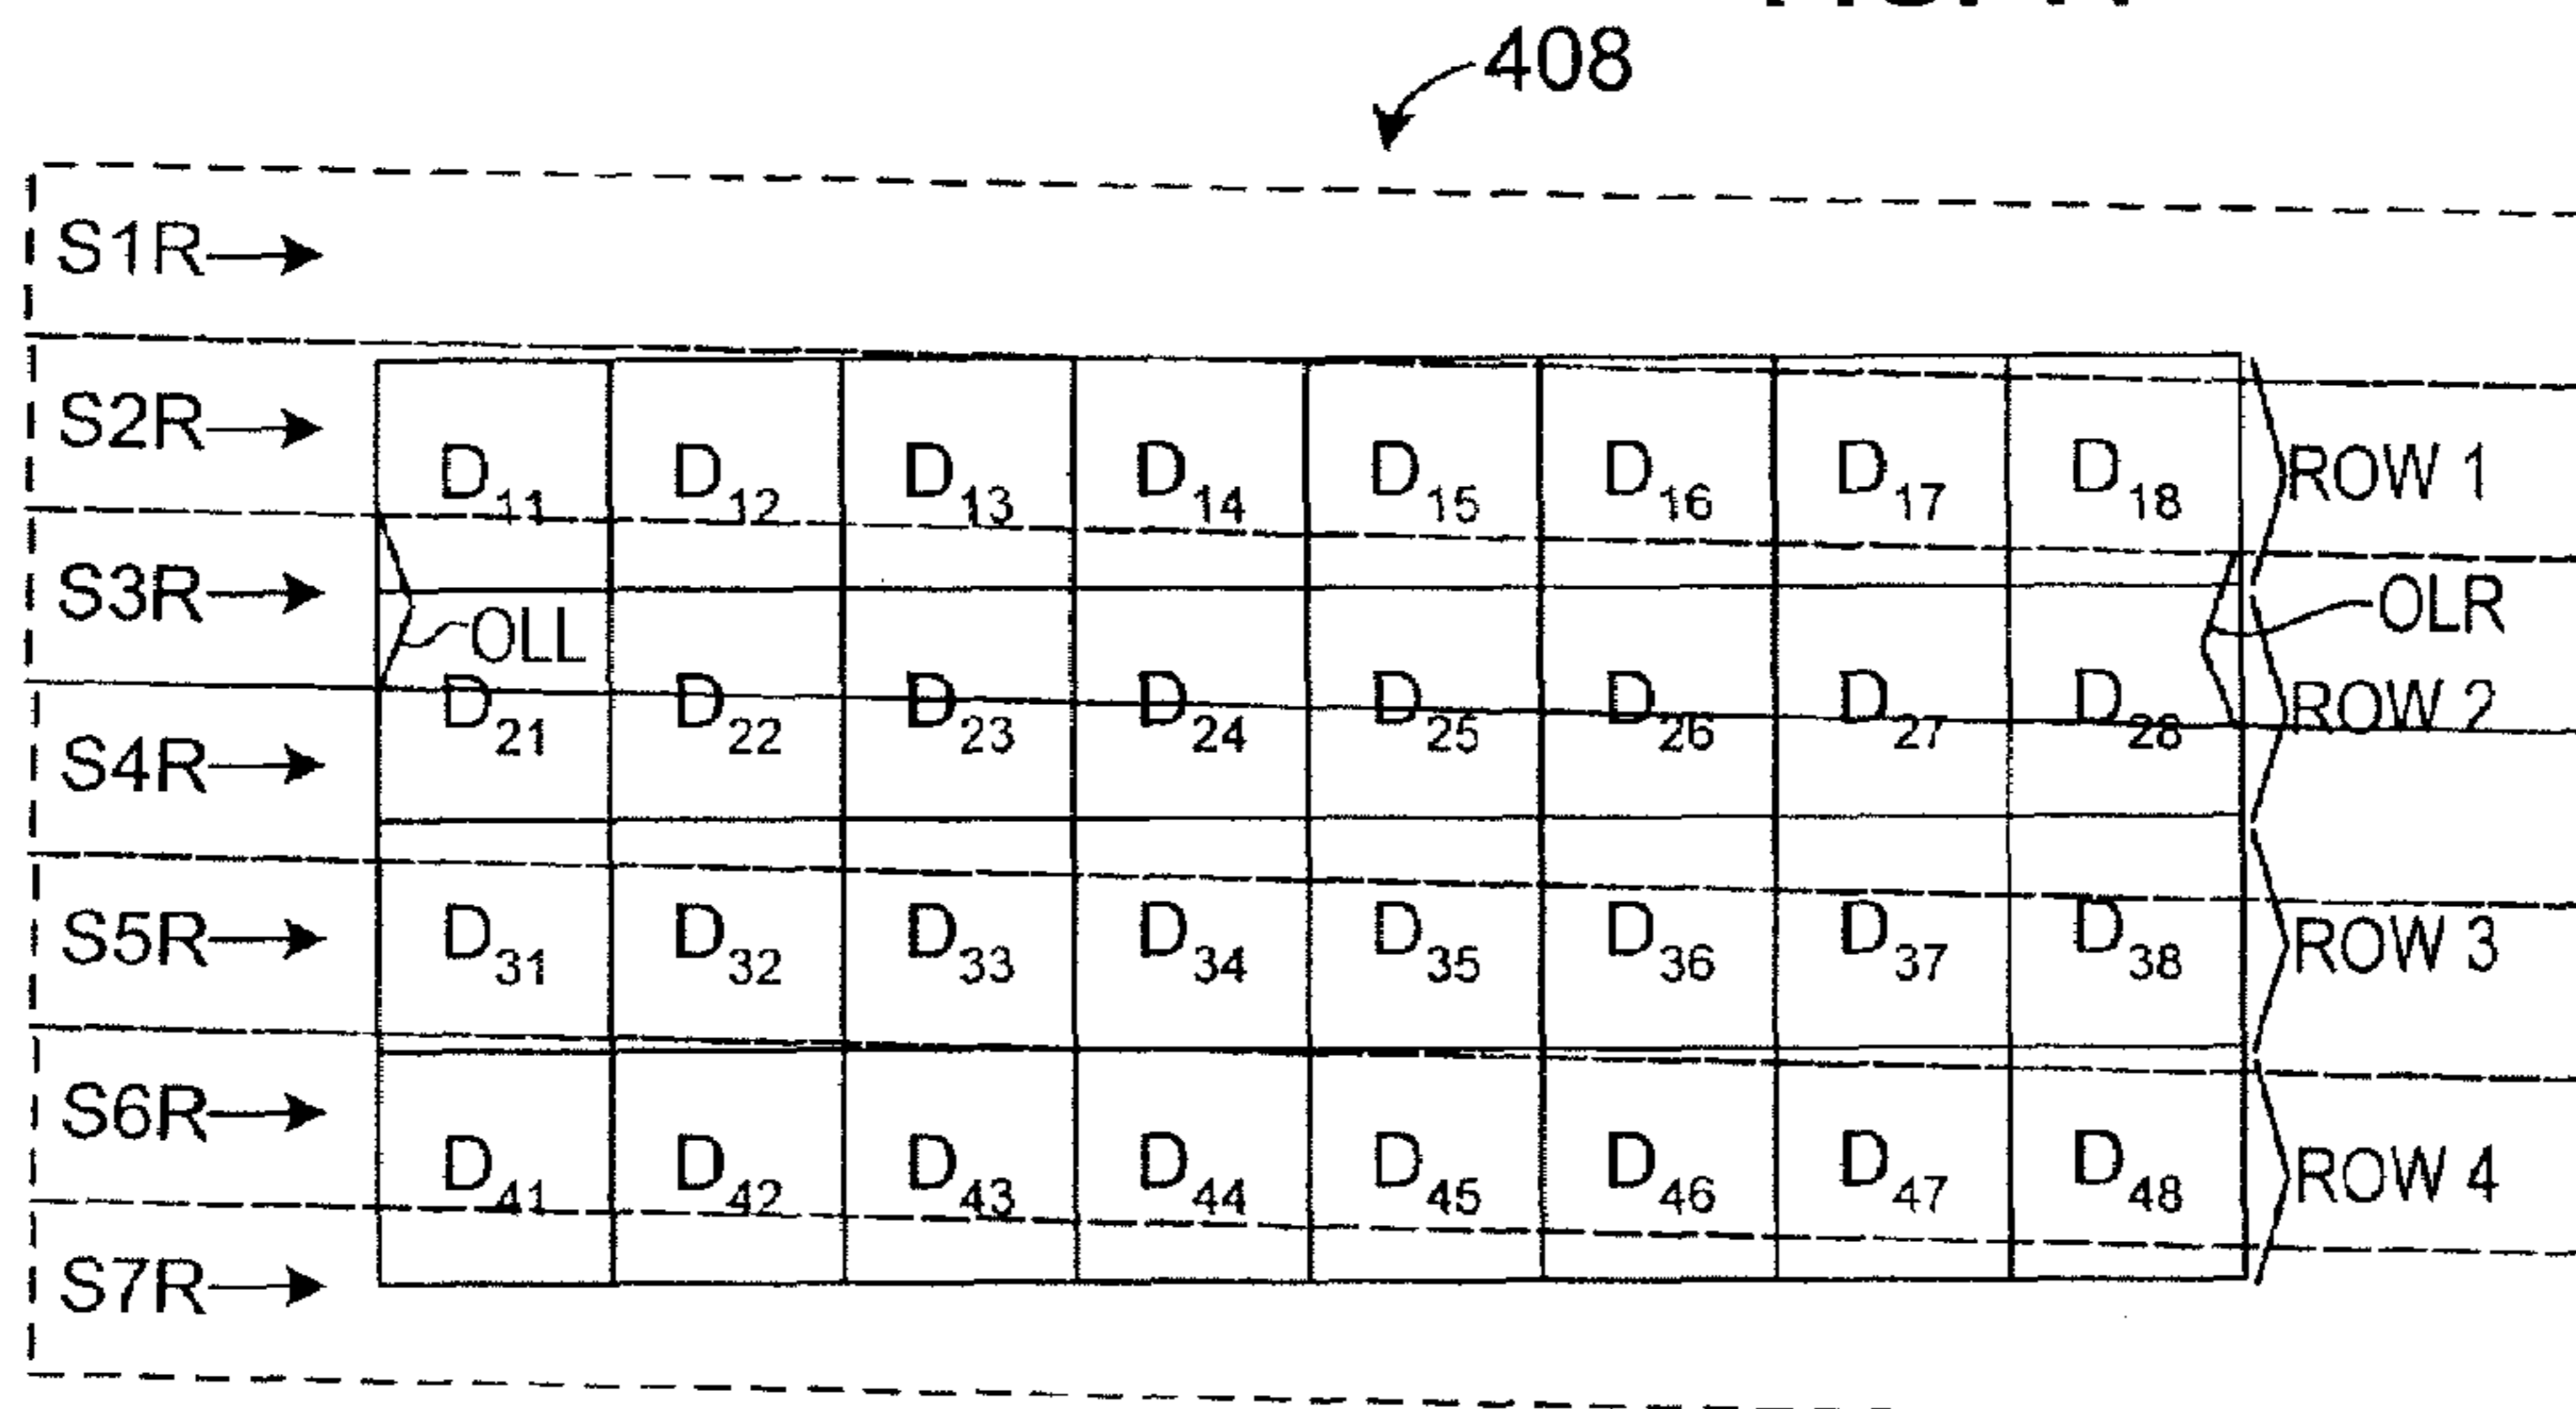 408
S1R
S2R
D11 D12 D13 D14 D15 D16 D17 D18 ROW 1
S3R
OLL OLR
D21 D22 D23 D24 D25 D26 D27 D28 ROW 2
S4R
S5R
D31 D32 D33 D34 D35 D36 D37 D38 ROW 3
S6R
D41 D42 D43 D44 D45 D46 D47 D48 ROW 4
S7R